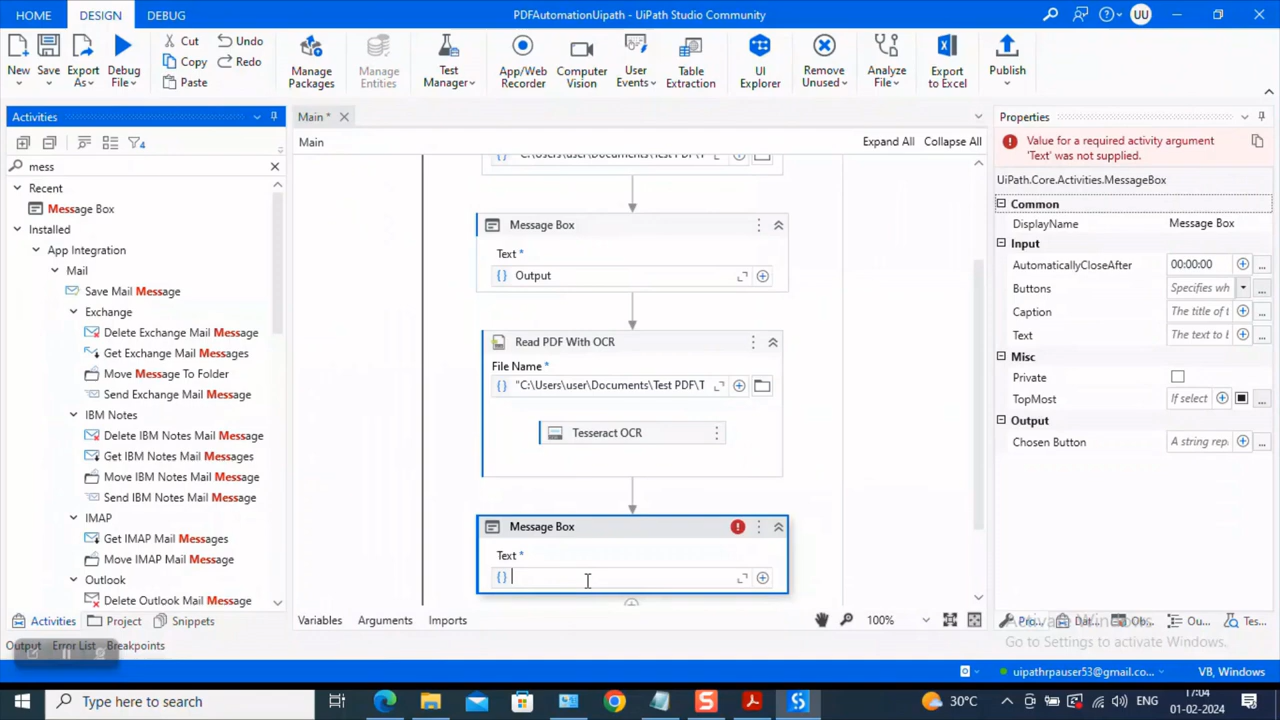 HOME
DESIGN
DEBUG
PDFAutomationUipath - UiPath Studio Community
UU
New
Save
Export As
Debug File
Cut
Copy
Paste
Undo
Redo
Manage Packages
Manage Entities
Test Manager
App/Web Recorder
Computer Vision
User Events
Table Extraction
UI Explorer
Remove Unused
Analyze File
Export to Excel
Publish
Activities
mess
Recent
Message Box
Installed
App Integration
Mail
Save Mail Message
Exchange
Delete Exchange Mail Message
Get Exchange Mail Messages
Move Message To Folder
Send Exchange Mail Message
IBM Notes
Delete IBM Notes Mail Message
Get IBM Notes Mail Messages
Move IBM Notes Mail Message
Send IBM Notes Mail Message
IMAP
Get IMAP Mail Messages
Move IMAP Mail Message
Outlook
Delete Outlook Mail Message
Activities
Project
Snippets
Output
Error List
Breakpoints
Main *
Main
Expand All
Collapse All
Message Box
Text *
Output
Read PDF With OCR
File Name *
"C:\Users\user\Documents\Test PDF\T
Tesseract OCR
Message Box
Text *
Variables
Arguments
Imports
100%
Properties
Value for a required activity argument
'Text' was not supplied.
UiPath.Core.Activities.MessageBox
Common
DisplayName
Message Box
Input
AutomaticallyCloseAfter
00:00:00
Buttons
Specifies wh
Caption
The title of t
Text
The text to b
Misc
Private
TopMost
If select
Output
Chosen Button
A string rep.
Activate Windows
Go to Settings to activate Windows.
Pro...
Dat...
Ob...
Ou...
Tes...
uipathrpauser53@gmail.co...
VB, Windows
Type here to search
30°C
ENG
17:04
01-02-2024